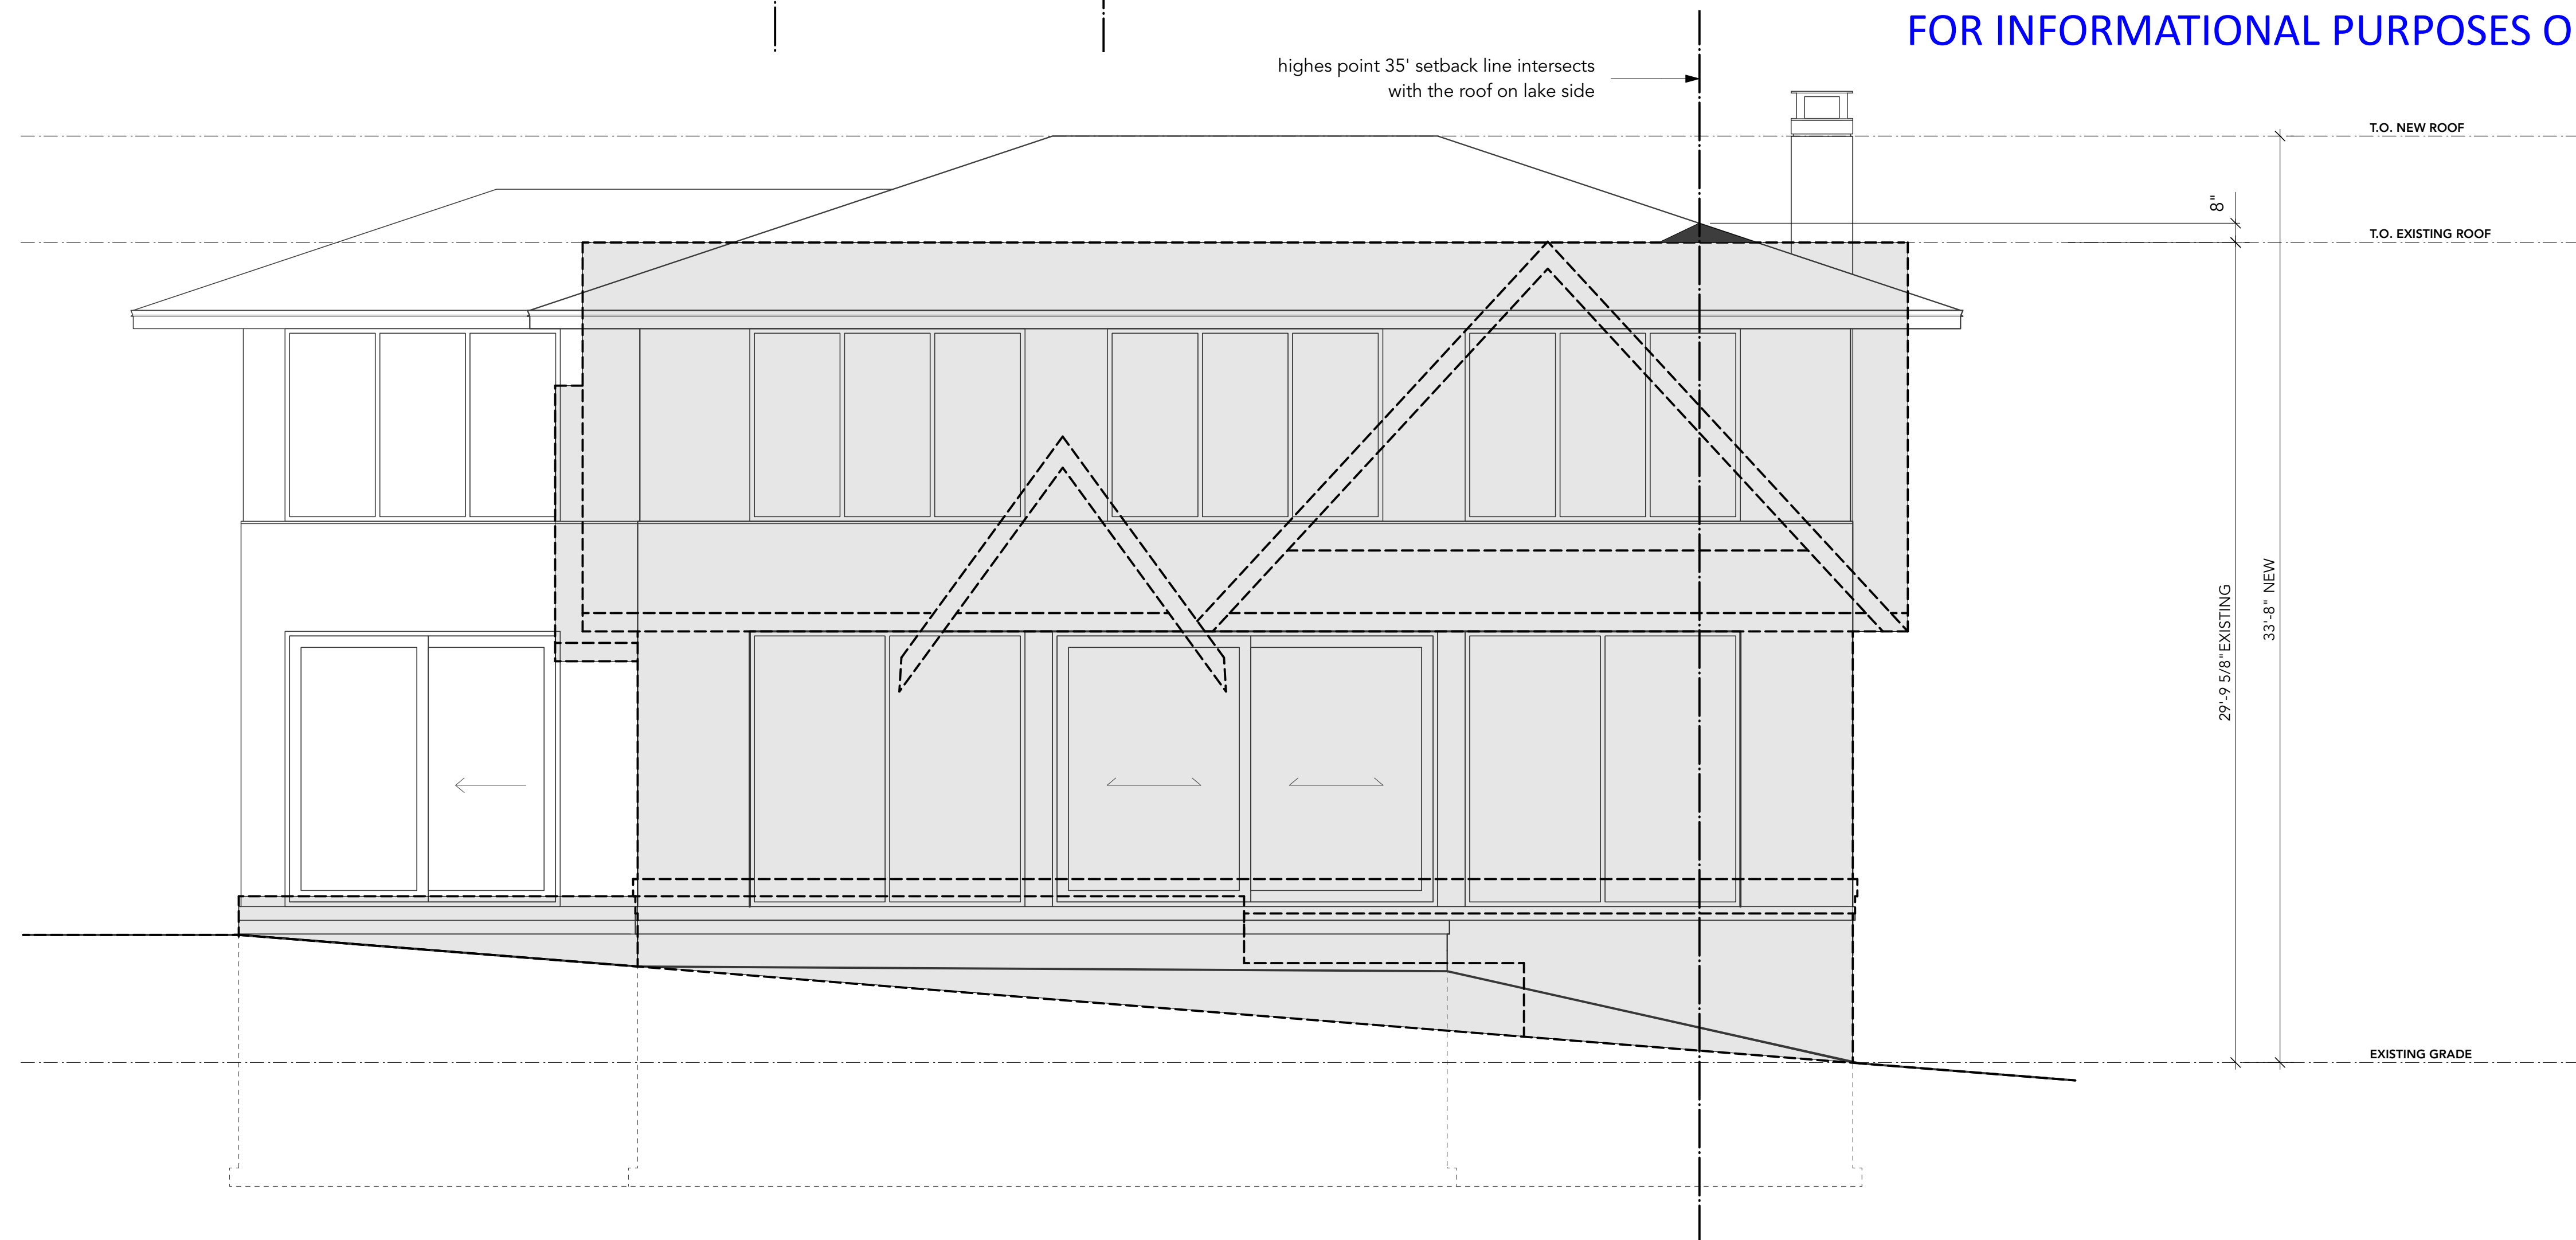 FOR INFORMATIONAL PURPOSES O
highes point 35' setback line intersects
with the roof on lake side
T.O. NEW ROOF
8"
T.O. EXISTING ROOF
29'-9 5/8"EXISTING
33'-8" NEW
EXISTING GRADE